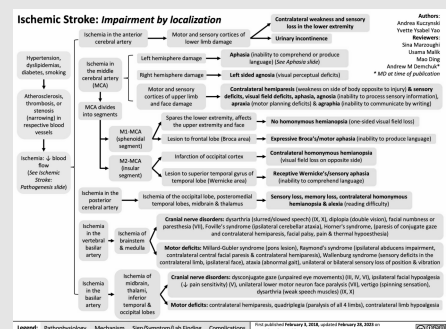 Ischemic Stroke: Impairment by localization
Authors:
Andrea Kuczynski
Yvette Ysabel Yao
Reviewers:
Sina Marzoughi
Usama Malik
Mao Ding
Andrew M Demchuk*
* MD at time of publication
Hypertension,
dyslipidemia,
diabetes, smoking
Atherosclerosis,
thrombosis, or
stenosis
(narrowing) in
respective blood
vessels
Ischemia: ↓ blood
flow
(See Ischemic
Stroke:
Pathogenesis slide)
Ischemia in the anterior
cerebral artery
Motor and sensory cortices of
lower limb damage
Contralateral weakness and sensory
loss in the lower extremity
Urinary incontinence
Ischemia in
the middle
cerebral artery
(MCA)
Left hemisphere damage
Aphasia (inability to comprehend or produce
language) (See Aphasia slide)
Right hemisphere damage
Left sided agnosia (visual perceptual deficits)
Motor and sensory
cortices of upper limb
and face damage
Contralateral hemiparesis (weakness on side of body opposite to injury) & sensory
deficits, visual field deficits, aphasia, agnosia (inability to process sensory information),
apraxia (motor planning deficits) & agraphia (inability to communicate by writing)
MCA divides
into segments
M1-MCA
(sphenoidal
segment)
Spares the lower extremity, affects
the upper extremity and face
No homonymous hemianopsia (one-sided visual field loss)
Lesion to frontal lobe (Broca area)
Expressive Broca's/motor aphasia (inability to produce language)
M2-MCA
(insular
segment)
Infarction of occipital cortex
Contralateral homonymous hemianopsia
(visual field loss on opposite side)
Lesion to superior temporal gyrus of
temporal lobe (Wernicke area)
Receptive Wernicke's/sensory aphasia
(inability to comprehend language)
Ischemia in the
posterior
cerebral artery
Ischemia of the occipital lobe, posteromedial
temporal lobes, midbrain & thalamus
Sensory loss, memory loss, contralateral homonymous
hemianopsia & alexia (reading difficulty)
Ischemia
in the
vertebral
basilar
artery
Ischemia of
brainstem
& medulla
Cranial nerve disorders: dysarthria (slurred/slowed speech) (IX, X), diplopia (double vision), facial numbness or
paresthesia (VII), Foville's syndrome (ipsilateral cerebral ataxia), Horner's syndrome, (paresis of conjugate gaze
and contralateral hemiparesis, facial palsy, pain & thermal hypoesthesia)
Motor deficits: Millard-Gubler syndrome (pons lesion), Raymond's syndrome (ipsilateral abducens impairment,
contralateral central facial paresis & contralateral hemiparesis), Wallenburg syndrome (sensory deficits in the
contralateral limb, ipsilateral face), ataxia (abnormal gait), unilateral or bilateral sensory loss of position & vibration
Ischemia
in the
basilar
artery
Ischemia of
midbrain,
thalami,
inferior
temporal &
occipital lobes
Cranial nerve disorders: dysconjugate gaze (unpaired eye movements) (III, IV, VI), ipsilateral facial hypoalgesia
(↓ pain sensitivity) (V), unilateral lower motor neuron face paralysis (VII), vertigo (spinning sensation),
dysarthria (weak speech muscles) (IX, X)
Motor deficits: contralateral hemiparesis, quadriplegia (paralysis of all 4 limbs), contralateral limb hypoalgesia
Legend: Pathophysiology Mechanism Sign/Symptom/Lab Finding Complications
First published February 3, 2018, updated February 28, 2023 on